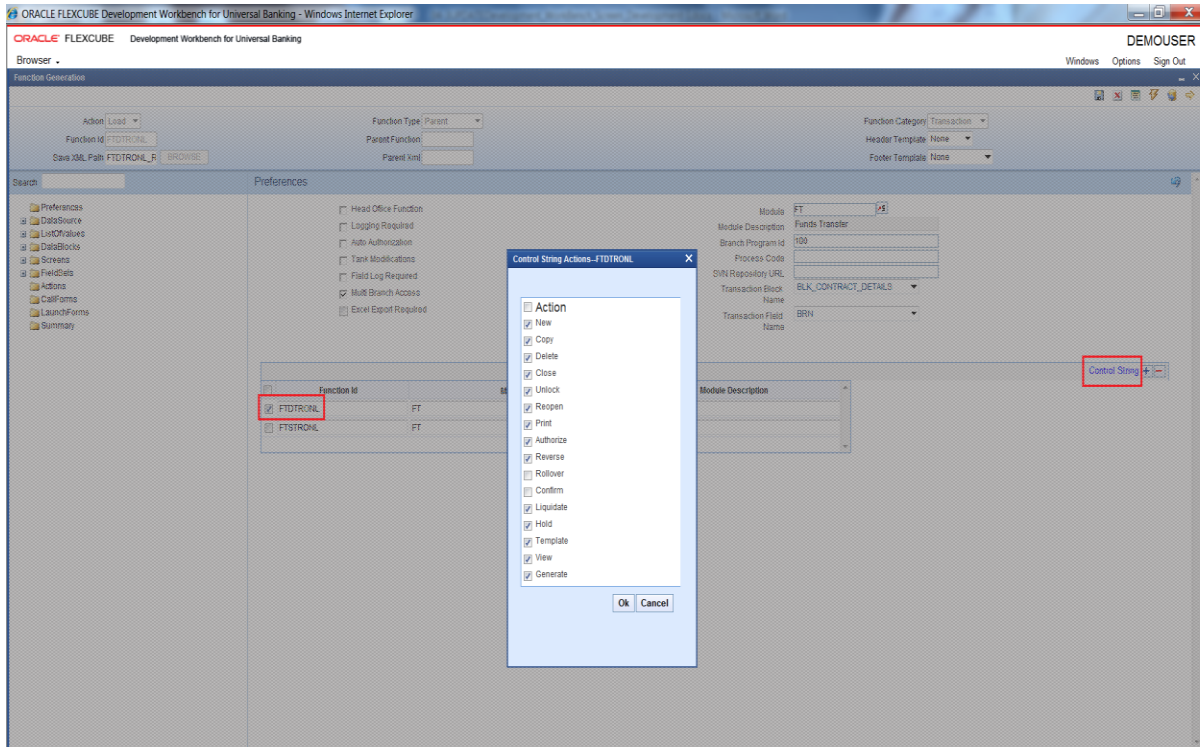 ORACLE FLEXCUBE Development Workbench for Universal Banking - Windows Internet Explorer
ORACLE FLEXCUBE Development Workbench for Universal Banking
DEMOUSER
Browser
Windows Options Sign Out
Function Generation
Action Load
Function Type Parent
Function Category Transaction
Function Id FTDTRONL
Parent Function
Header Template None
Save XML Path FTDTRONL_R BROWSE
Parent Xml
Footer Template None
Search
Preferences
Preferences
DataSource
ListOfValues
DataBlocks
Screens
FieldSets
Actions
CallForms
LaunchForms
Summary
Head Office Function
Logging Required
Auto Authorization
Tank Modifications
Field Log Required
Multi Branch Access
Excel Export Required
Module FT
Module Description Funds Transfer
Branch Program Id 100
Process Code
SVN Repository URL
Transaction Block Name BLK_CONTRACT_DETAILS
Transaction Field Name BRN
Control String + -
Function Id
Module Description
FTDTRONL FT
FTSTRONL FT
Control String Actions--FTDTRONL X
Action
New
Copy
Delete
Close
Unlock
Reopen
Print
Authorize
Reverse
Rollover
Confirm
Liquidate
Hold
Template
View
Generate
Ok Cancel